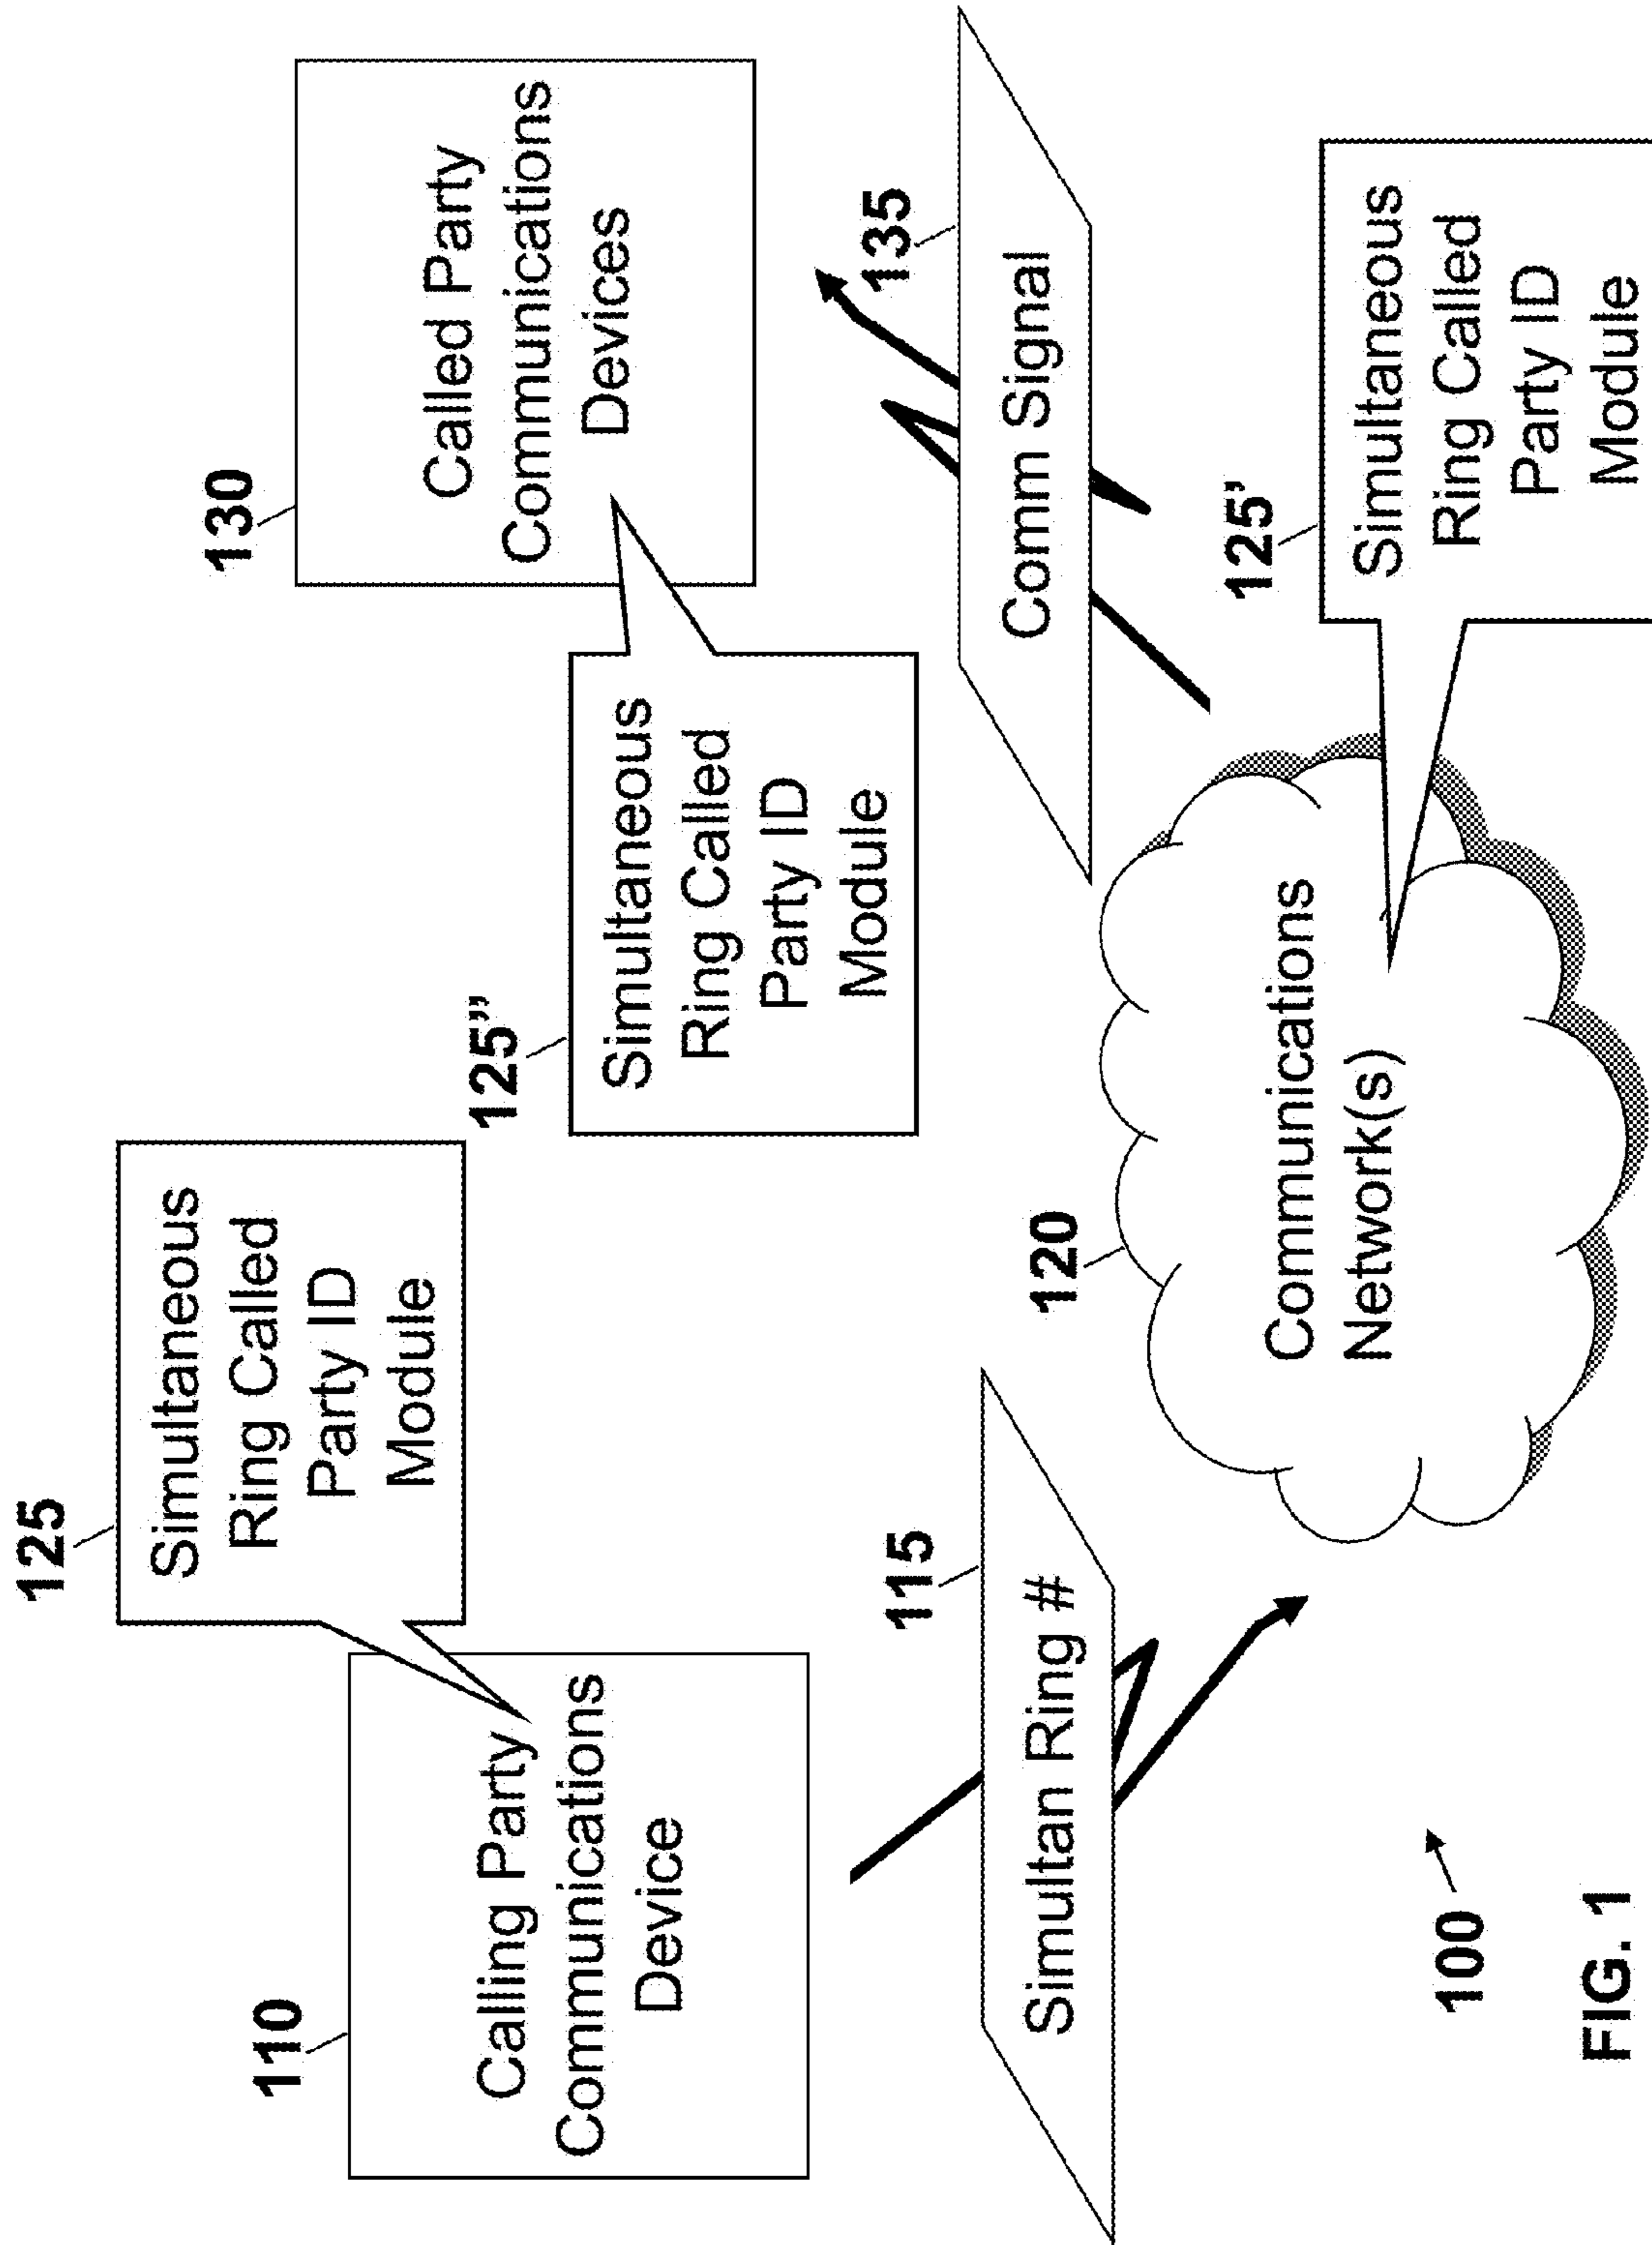 125
Simultaneous
Ring Called
Party ID
Module
110
Calling Party
Communications
Device
130
Called Party
Communications
Devices
125”
Simultaneous
Ring Called
Party ID
Module
115
Simultan Ring #
135
Comm Signal
120
Communications
Network(s)
125’
Simultaneous
Ring Called
Party ID
Module
100
FIG. 1